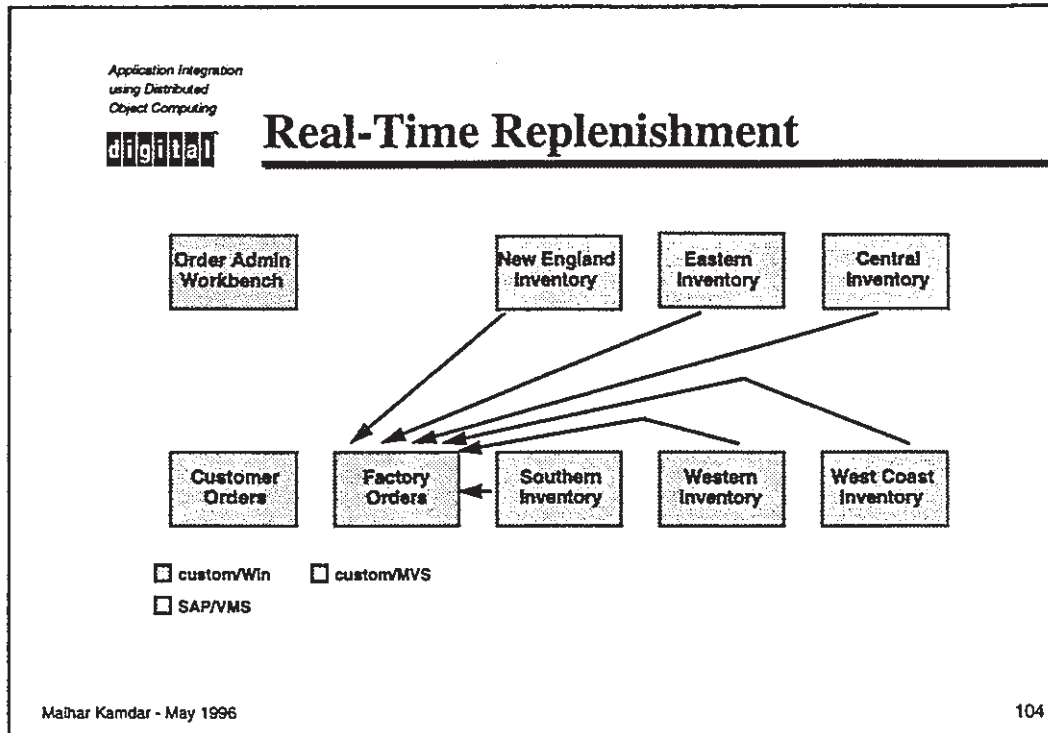 Application Integration
using Distributed
Object Computing
digital
Real-Time Replenishment
Order Admin
Workbench
New England
Inventory
Eastern
Inventory
Central
Inventory
Customer
Orders
Factory
Orders
Southern
Inventory
Western
Inventory
West Coast
Inventory
custom/Win
custom/MVS
SAP/VMS
Malhar Kamdar - May 1996
104